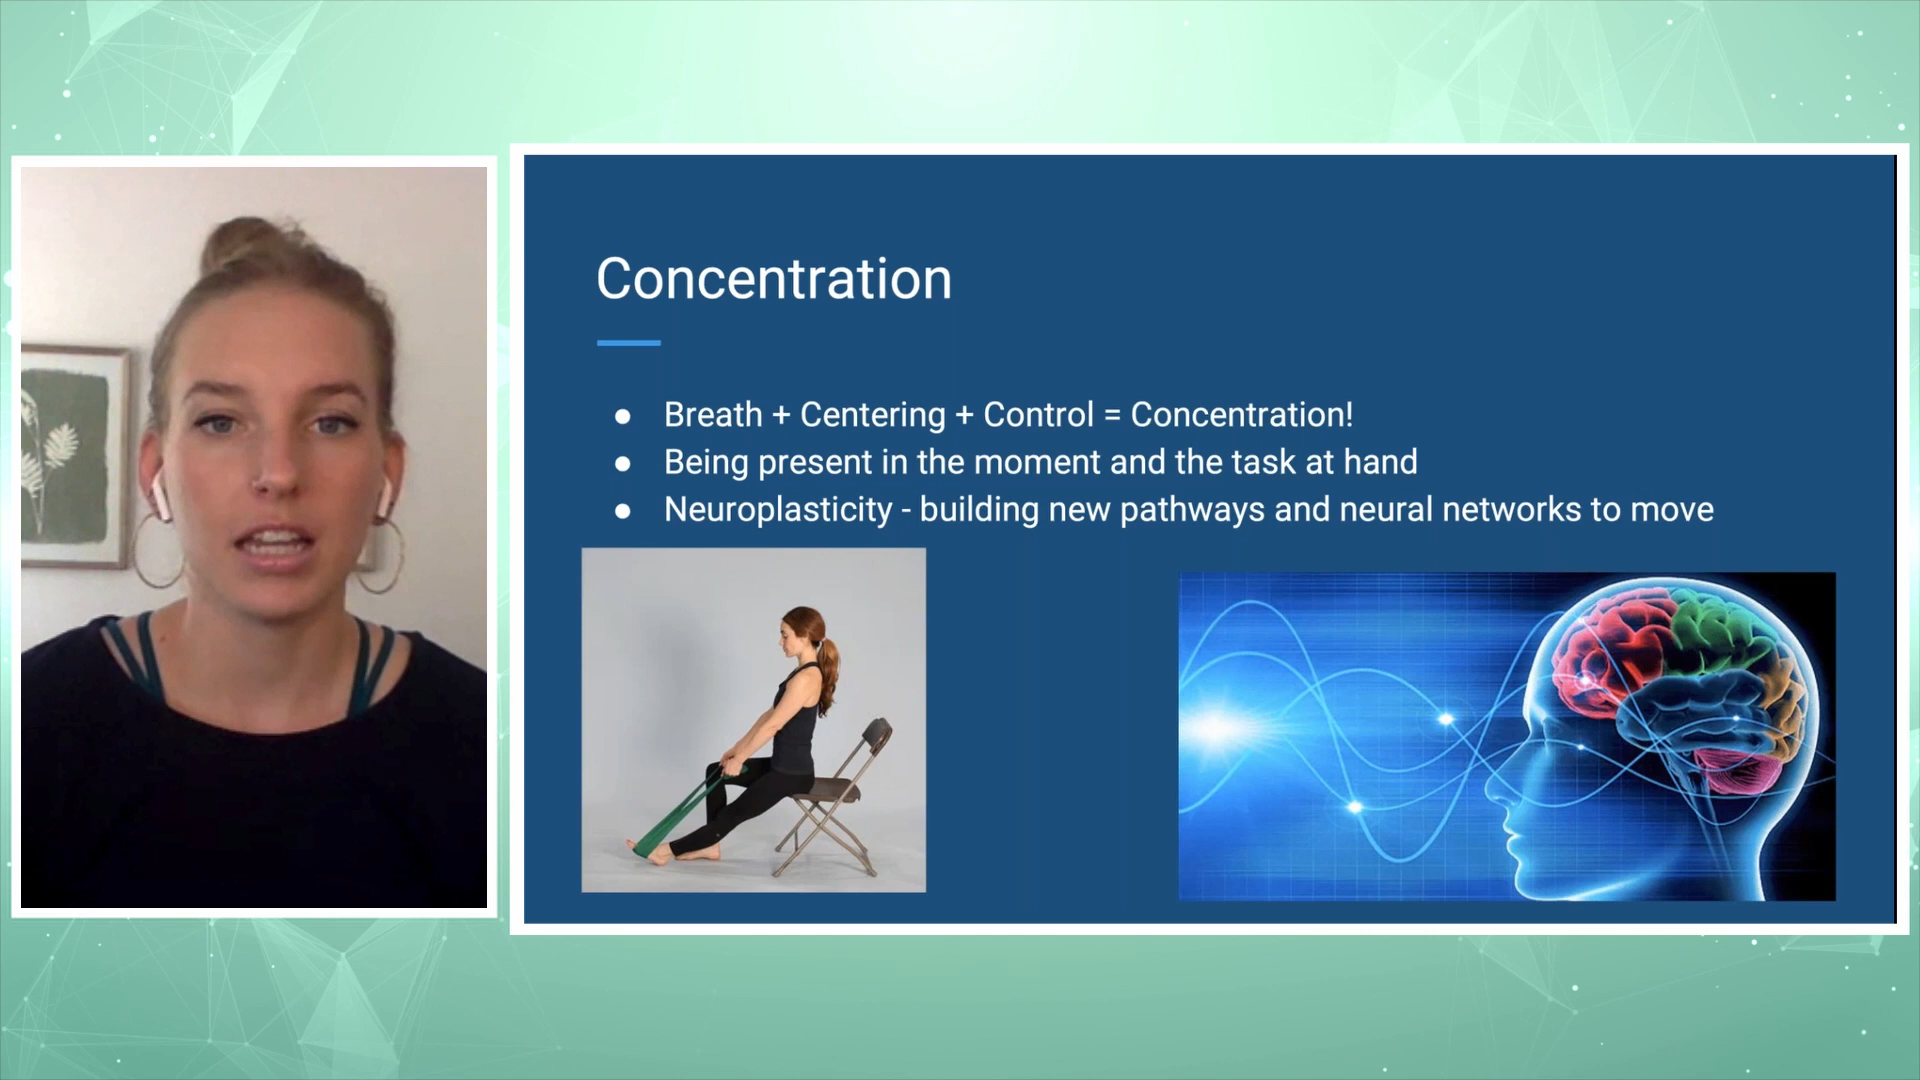 Concentration
● Breath + Centering + Control = Concentration!
● Being present in the moment and the task at hand
● Neuroplasticity - building new pathways and neural networks to move